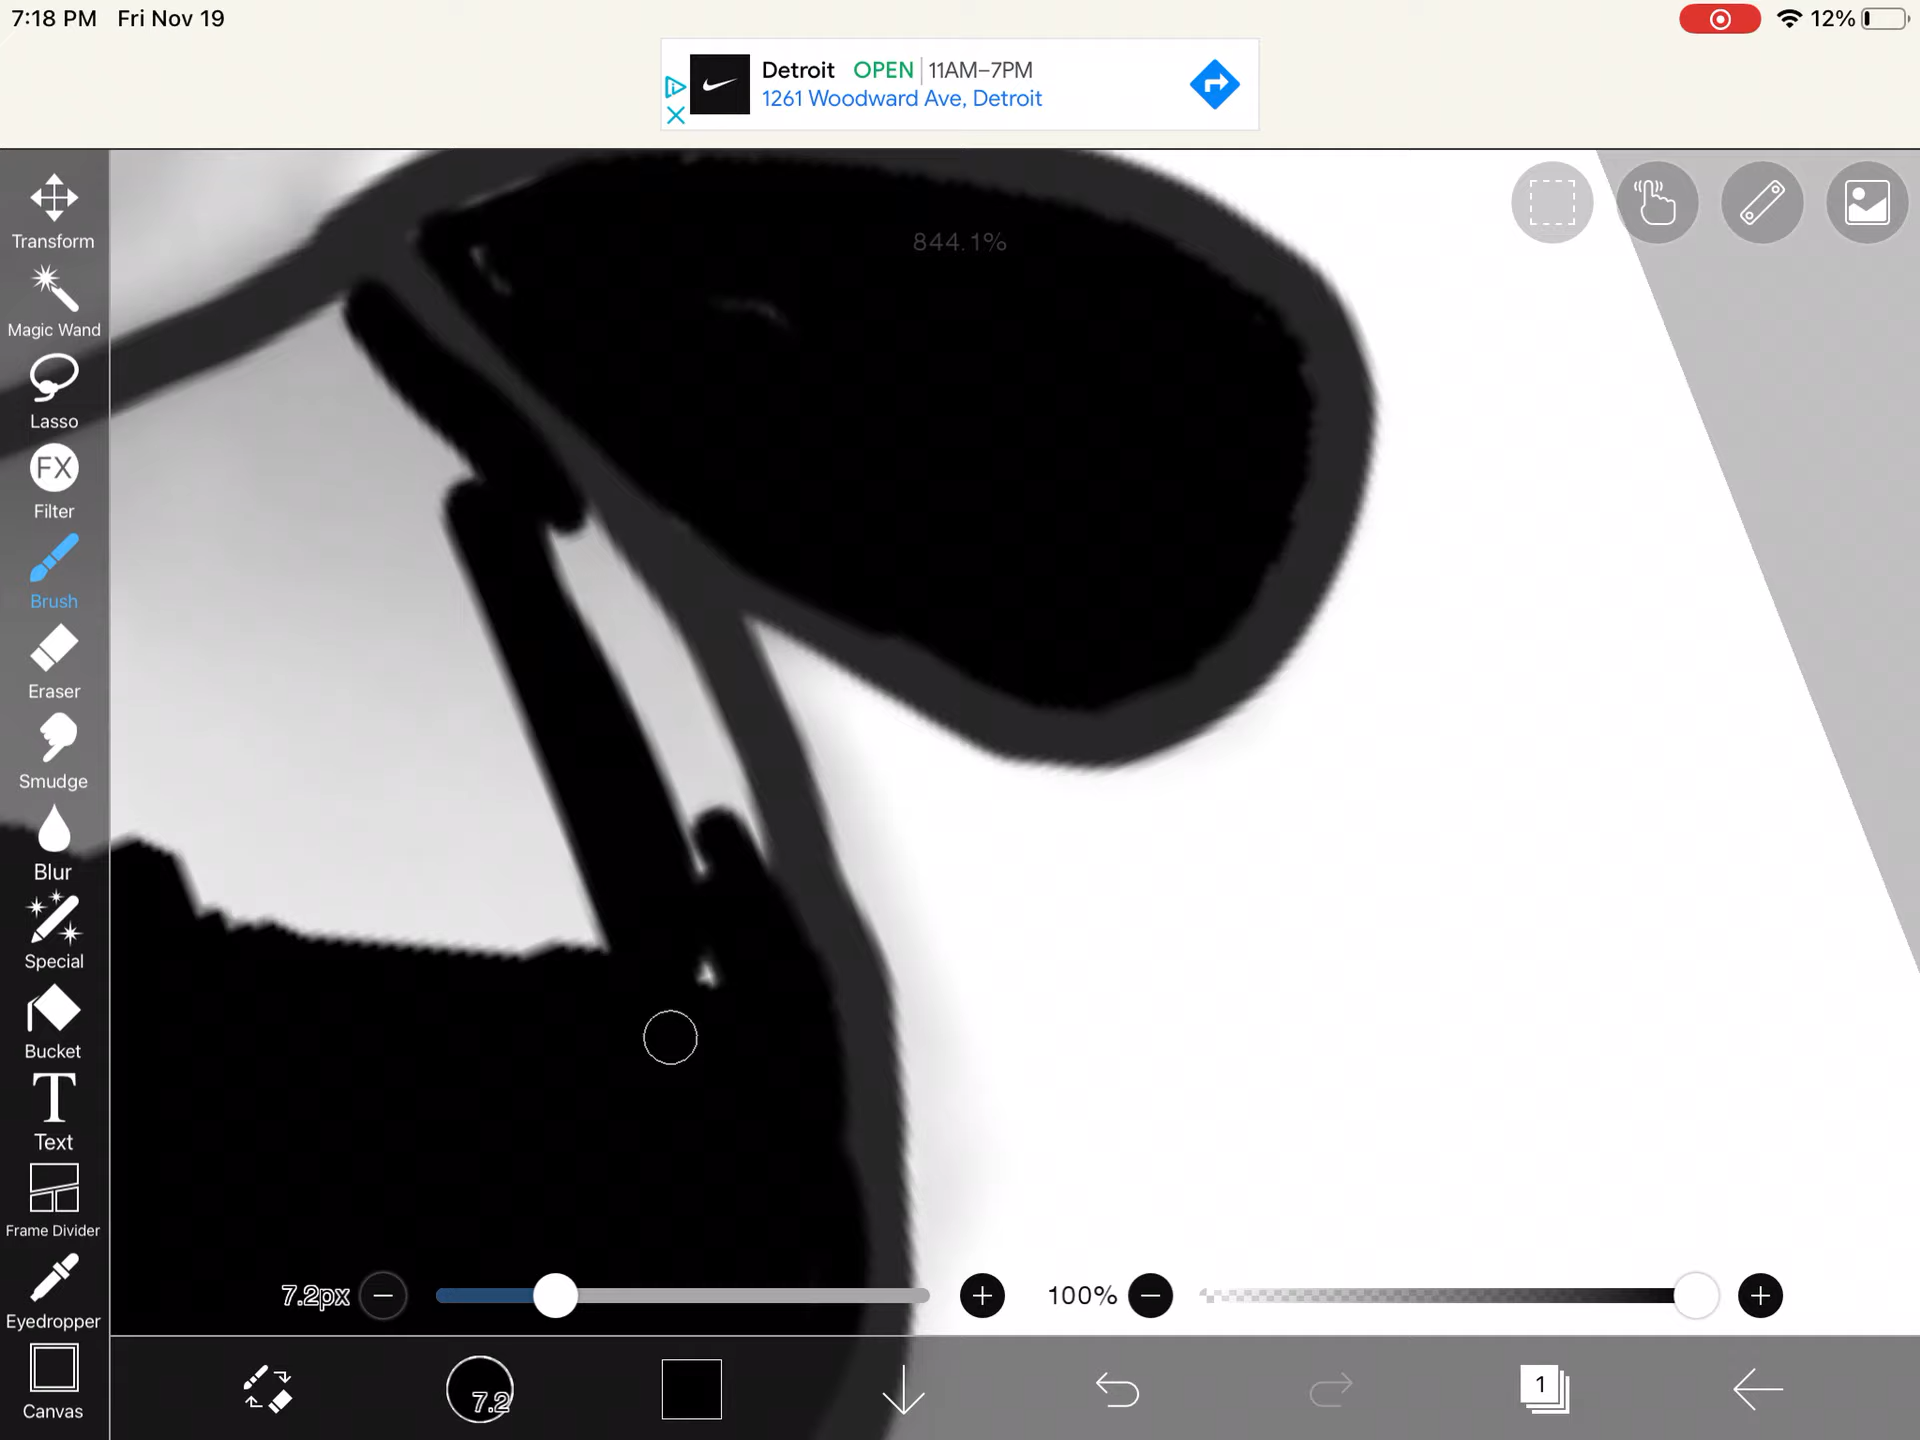 7:18 PM Fri Nov 19
12%
Detroit OPEN 11AM–7PM
1261 Woodward Ave, Detroit
844.1%
Transform
Magic Wand
Lasso
FX
Filter
Brush
Eraser
Smudge
Blur
Special
Bucket
T
Text
Frame Divider
Eyedropper
Canvas
7.2px
100%
7.2
1